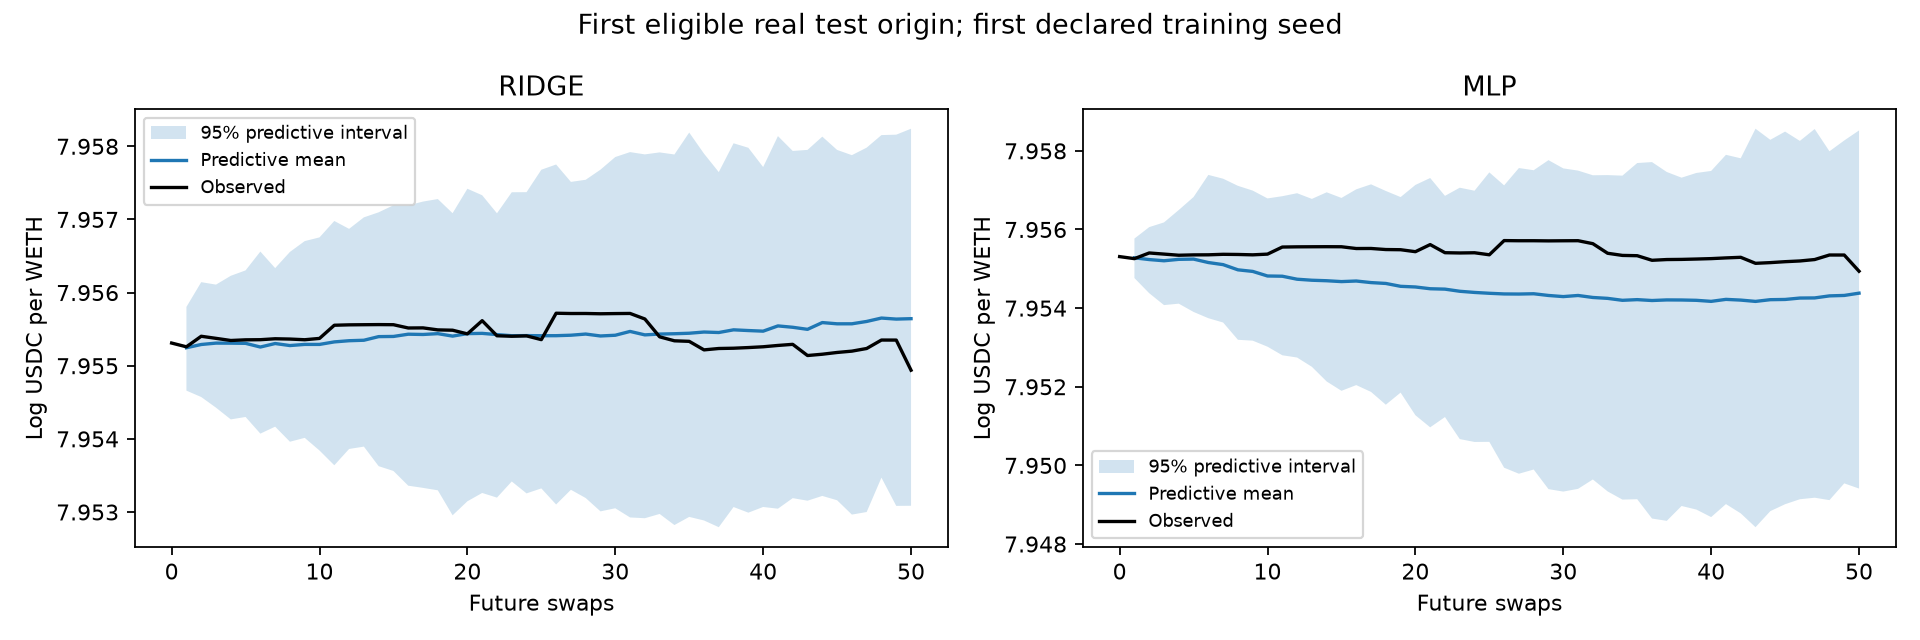 First eligible real test origin; first declared training seed
RIDGE
95% predictive interval
Predictive mean
Observed
7.958
7.957
7.956
7.955
7.954
7.953
Log USDC per WETH
0 10 20 30 40 50
Future swaps
MLP
7.958
7.956
7.954
7.952
7.950
7.948
Log USDC per WETH
95% predictive interval
Predictive mean
Observed
0 10 20 30 40 50
Future swaps